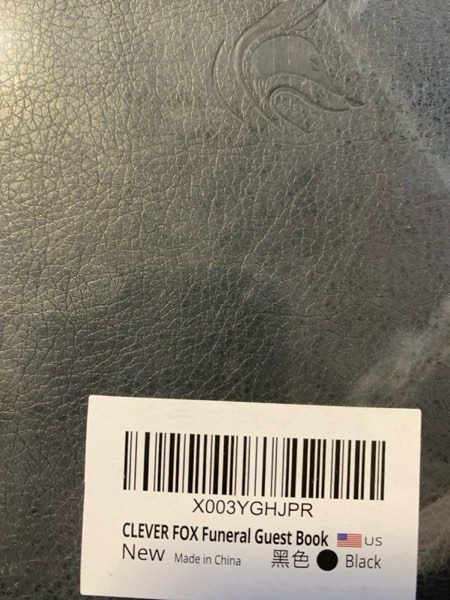 X003YGHJPR
CLEVER FOX Funeral Guest Book US
New Made in China 黑色 Black